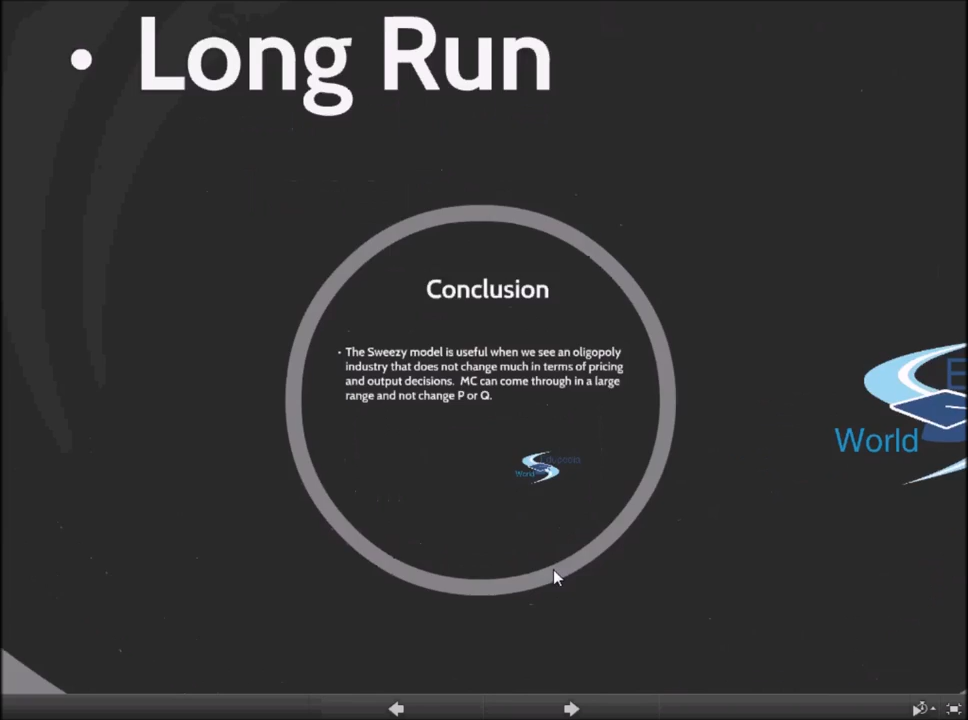 • Long Run
Conclusion
• The Sweezy model is useful when we see an oligopoly
industry that does not change much in terms of pricing
and output decisions.  MC can come through in a large
range and not change P or Q.
Edupedia
World
E
World